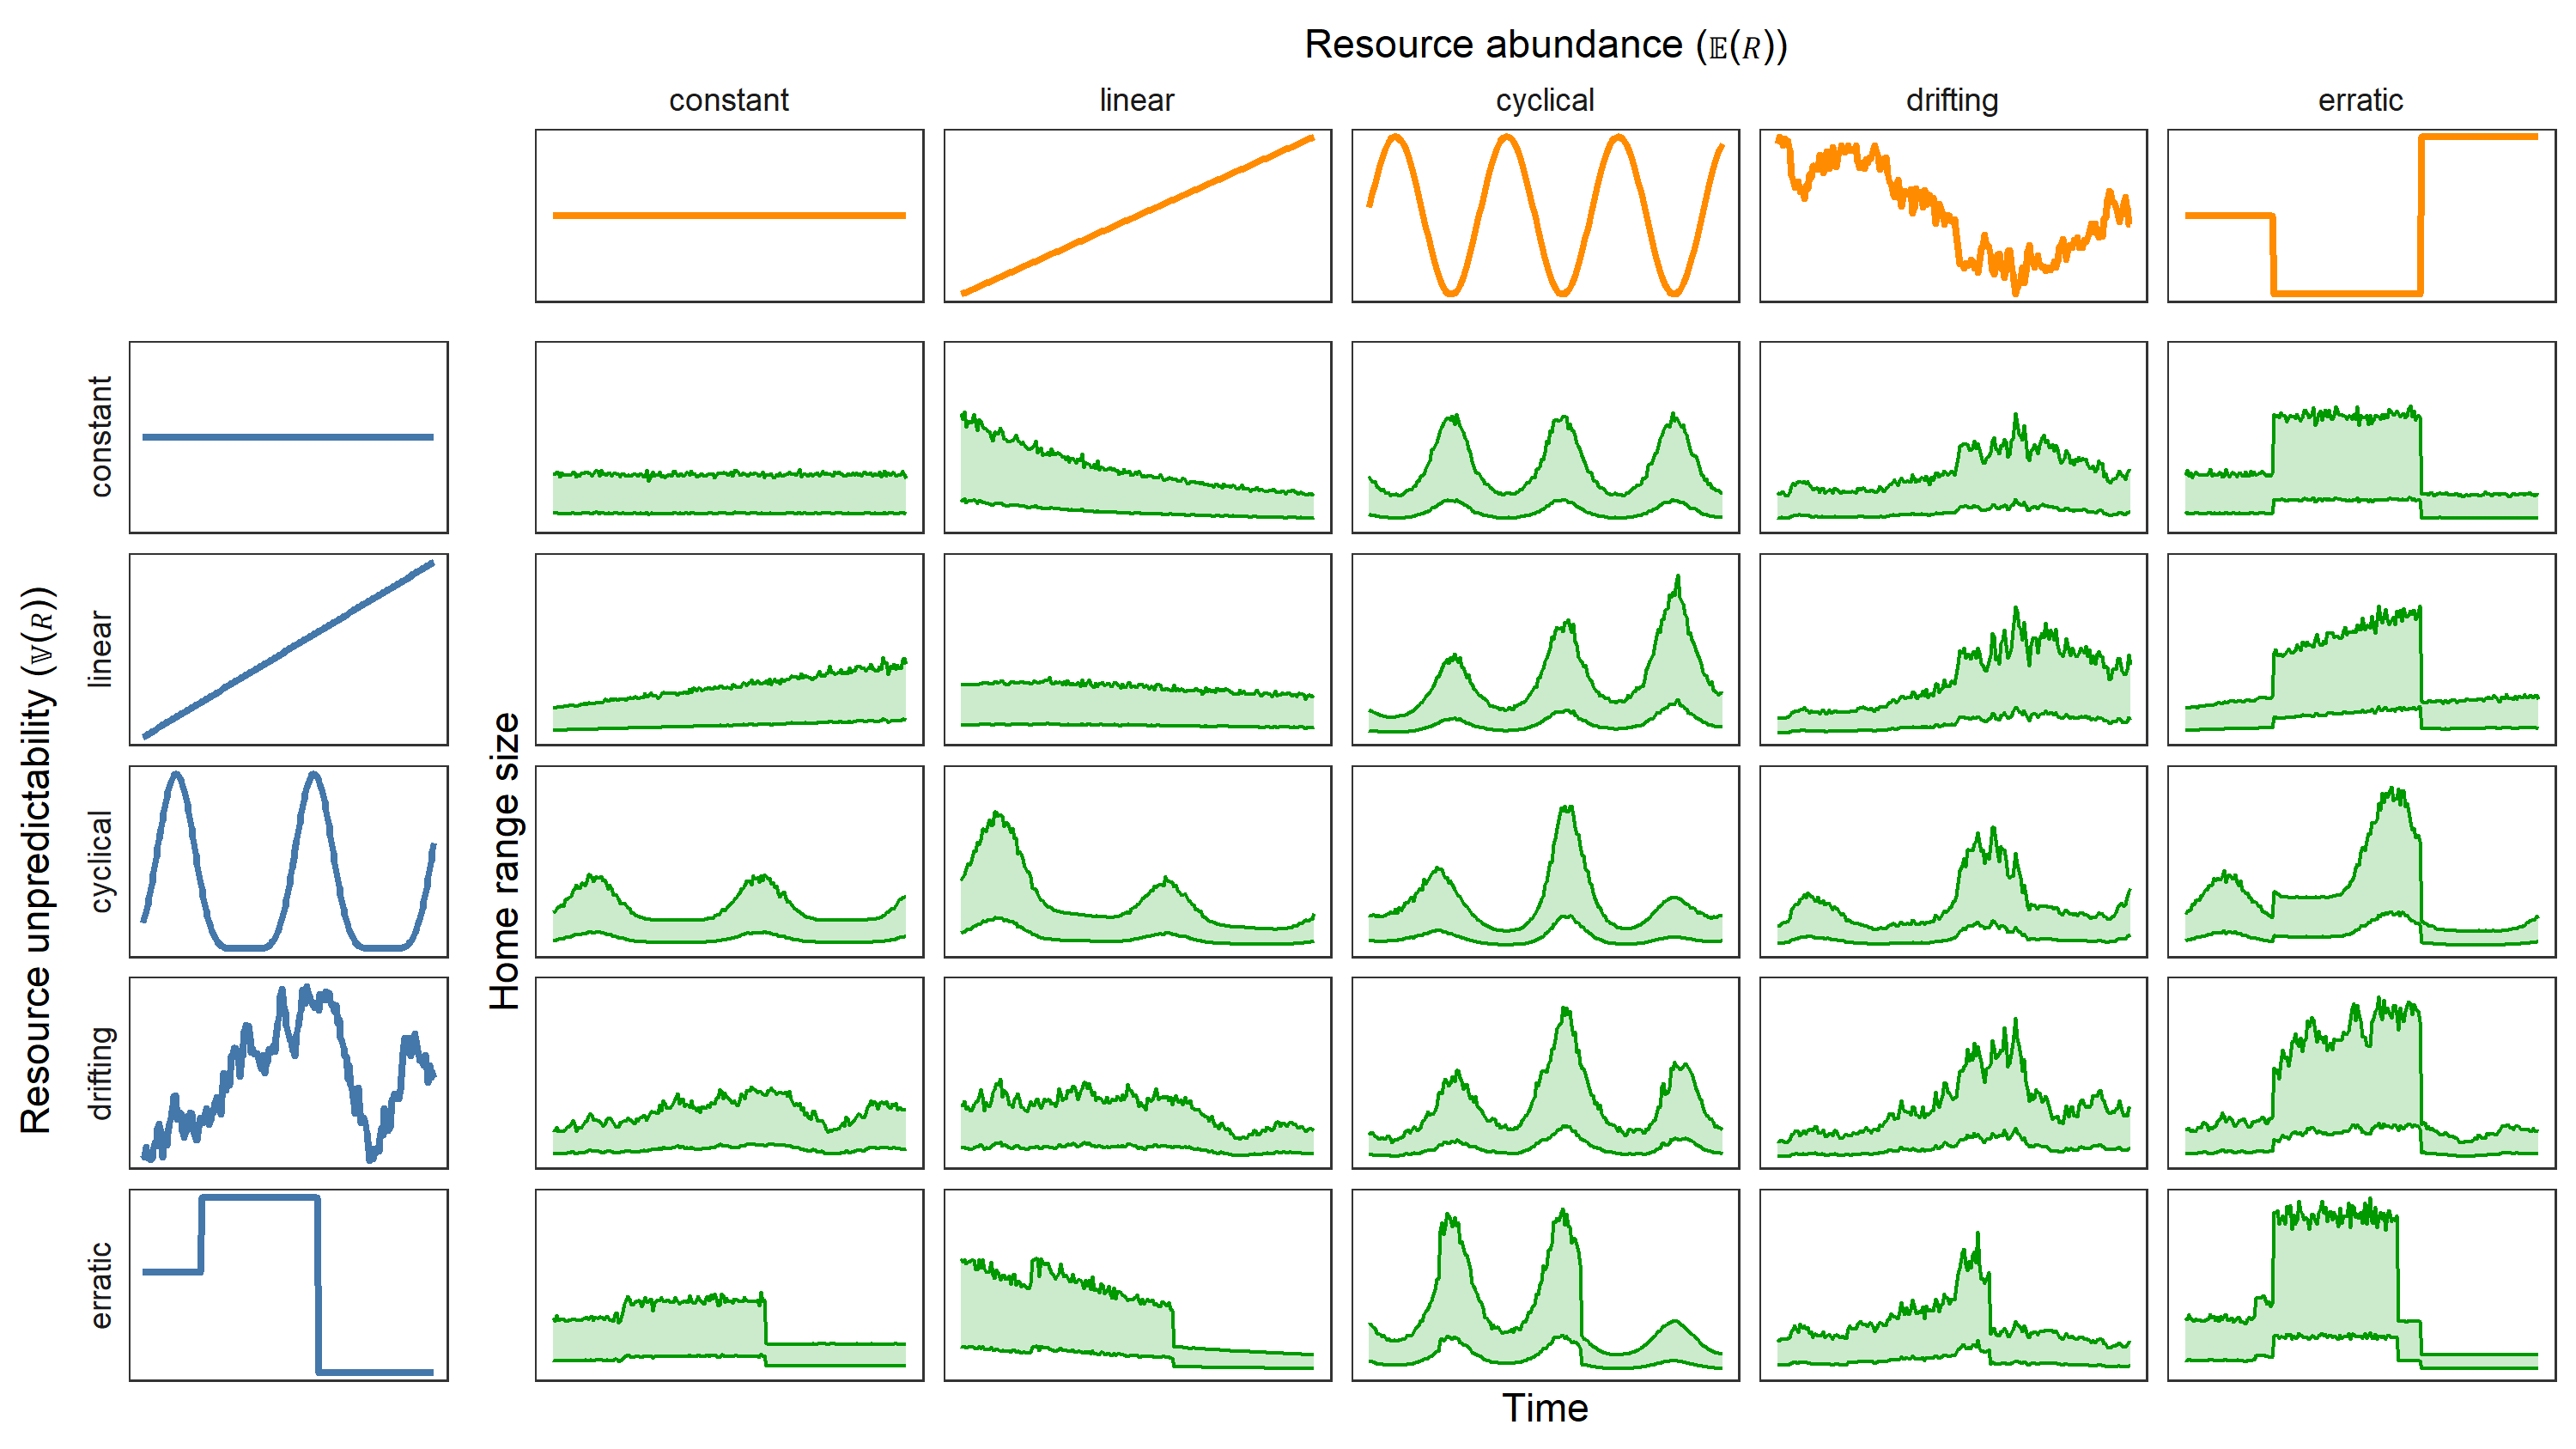 Resource abundance (𝔼(R))
constant
linear
cyclical
drifting
erratic
Resource unpredictability (𝕍(R))
constant
linear
cyclical
drifting
erratic
Home range size
Time